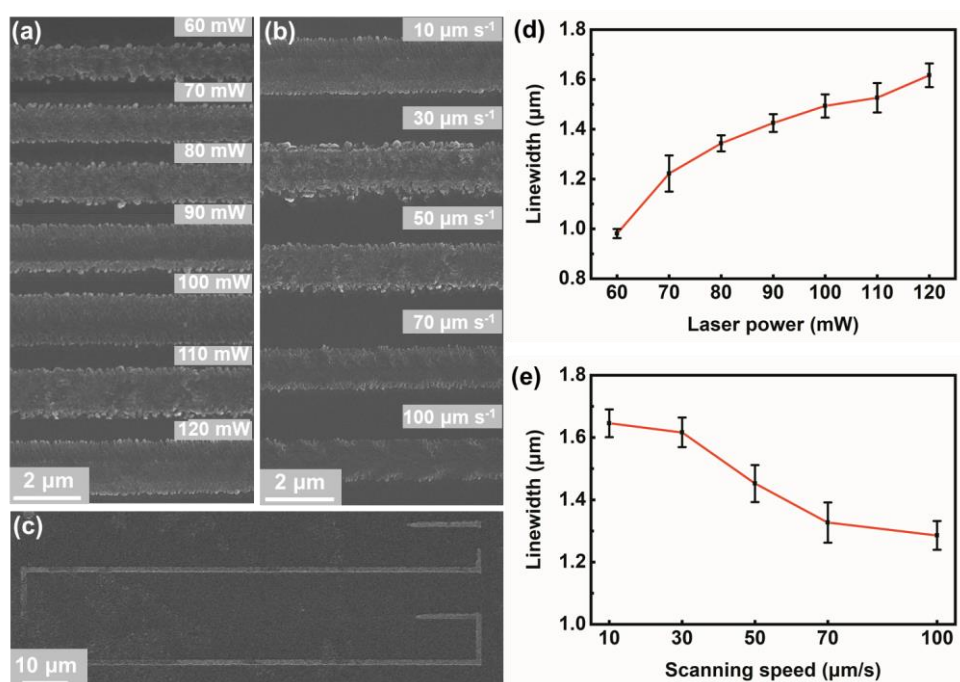 (a)
60 mW
70 mW
80 mW
90 mW
100 mW
110 mW
120 mW
2 μm
(b)
10 μm s⁻¹
30 μm s⁻¹
50 μm s⁻¹
70 μm s⁻¹
100 μm s⁻¹
2 μm
(c)
10 μm
(d)
Linewidth (μm)
1.8
1.6
1.4
1.2
1.0
0.8
60 70 80 90 100 110 120
Laser power (mW)
(e)
Linewidth (μm)
1.8
1.6
1.4
1.2
1.0
10 30 50 70 100
Scanning speed (μm/s)